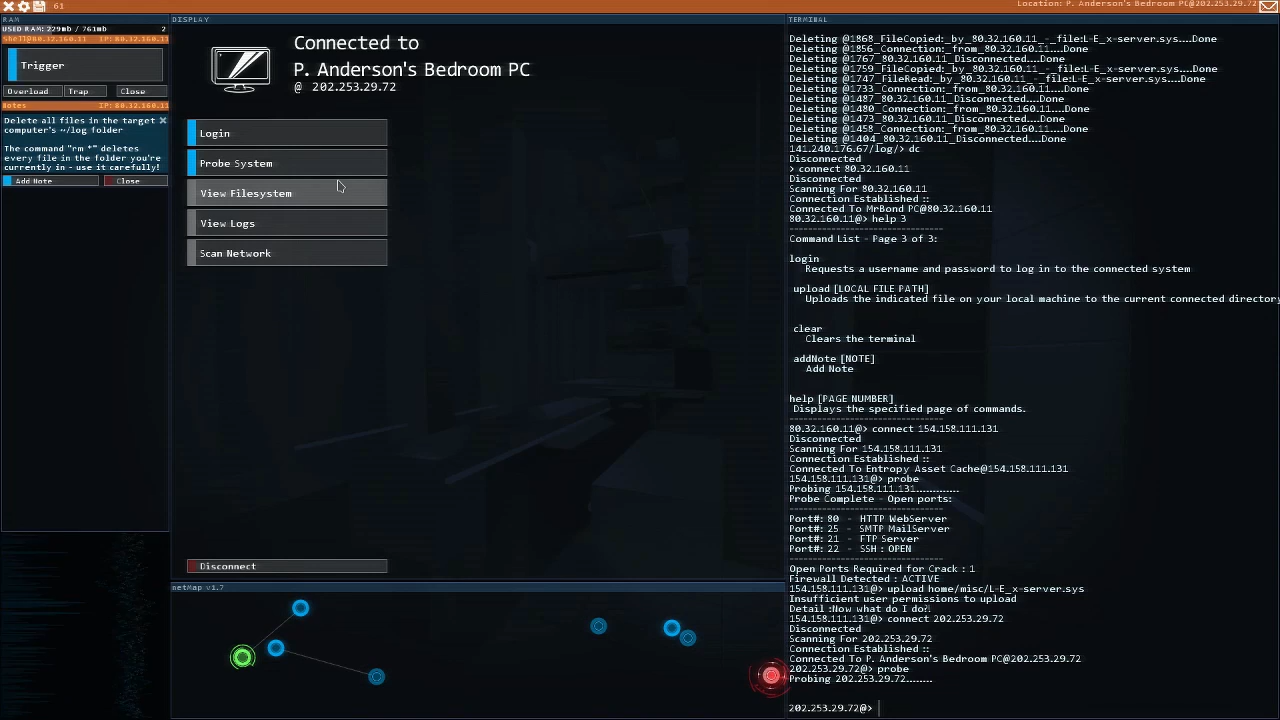 61
Location: P. Anderson's Bedroom PC@202.253.29.72
RAM
USED RAM: 229mb / 761mb 2
shell@80.32.160.11 IP: 80.32.160.11
Trigger
Overload Trap Close
Notes IP: 80.32.160.11
Delete all files in the target
computer's ~/log folder
The command "rm *" deletes
every file in the folder you're
currently in - use it carefully!
Add Note Close
DISPLAY
Connected to
P. Anderson's Bedroom PC
@ 202.253.29.72
Login
Probe System
View Filesystem
View Logs
Scan Network
Disconnect
netMap v1.7
TERMINAL
Deleting @1868_FileCopied:_by_80.32.160.11_-_file:L-E_x-server.sys....Done
Deleting @1856_Connection:_from_80.32.160.11....Done
Deleting @1767_80.32.160.11_Disconnected....Done
Deleting @1759_FileCopied:_by_80.32.160.11_-_file:L-E_x-server.sys....Done
Deleting @1747_FileRead:_by_80.32.160.11_-_file:L-E_x-server.sys....Done
Deleting @1733_Connection:_from_80.32.160.11....Done
Deleting @1487_80.32.160.11_Disconnected....Done
Deleting @1480_Connection:_from_80.32.160.11....Done
Deleting @1473_80.32.160.11_Disconnected....Done
Deleting @1458_Connection:_from_80.32.160.11....Done
Deleting @1404_80.32.160.11_Disconnected....Done
141.240.176.67/log/> dc
Disconnected
> connect 80.32.160.11
Disconnected
Scanning For 80.32.160.11
Connection Established ::
Connected To MrBond PC@80.32.160.11
80.32.160.11@> help 3
---------------------------------
Command List - Page 3 of 3:
login
Requests a username and password to log in to the connected system
upload [LOCAL FILE PATH]
Uploads the indicated file on your local machine to the current connected directory
clear
Clears the terminal
addNote [NOTE]
Add Note
help [PAGE NUMBER]
Displays the specified page of commands.
---------------------------------
80.32.160.11@> connect 154.158.111.131
Disconnected
Scanning For 154.158.111.131
Connection Established ::
Connected To Entropy Asset Cache@154.158.111.131
154.158.111.131@> probe
Probing 154.158.111.131.............
Probe Complete - Open ports:
---------------------------------
Port#: 80 - HTTP WebServer
Port#: 25 - SMTP MailServer
Port#: 21 - FTP Server
Port#: 22 - SSH : OPEN
---------------------------------
Open Ports Required for Crack : 1
Firewall Detected : ACTIVE
154.158.111.131@> upload home/misc/L-E_x-server.sys
Insufficient user permissions to upload
Detail :Now what do I do?!
154.158.111.131@> connect 202.253.29.72
Disconnected
Scanning For 202.253.29.72
Connection Established ::
Connected To P. Anderson's Bedroom PC@202.253.29.72
202.253.29.72@> probe
Probing 202.253.29.72........
202.253.29.72@>